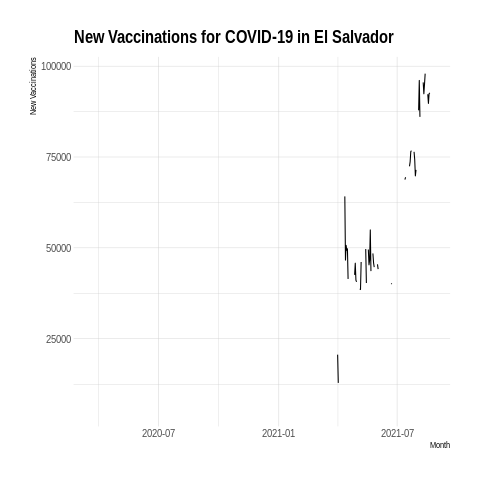 New Vaccinations for COVID-19 in El Salvador
New Vaccinations
100000
75000
50000
25000
2020-07
2021-01
2021-07
Month